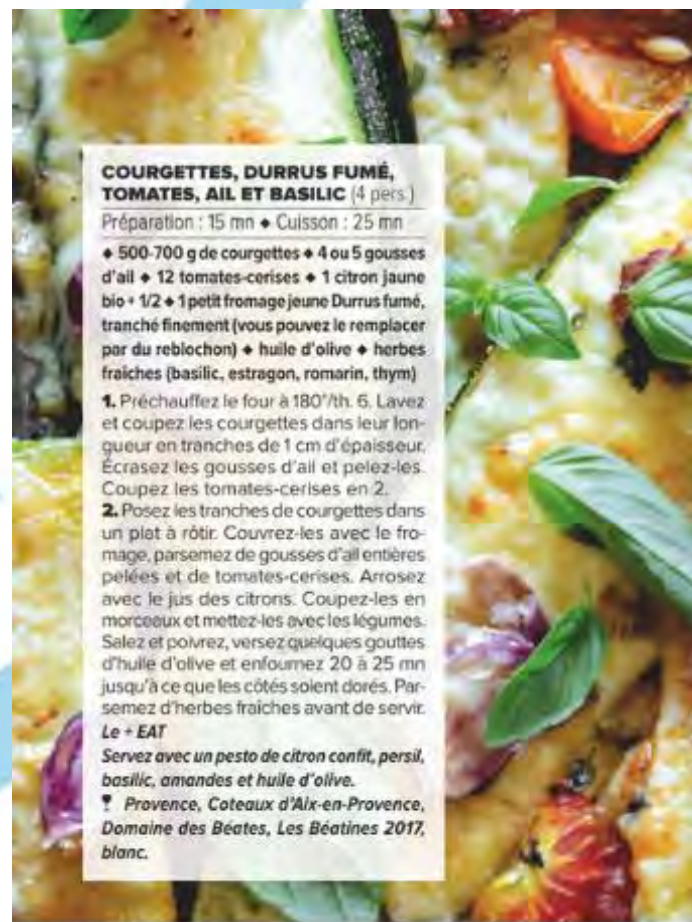 COURGETTES, DURRUS FUMÉ,
TOMATES, AIL ET BASILIC (4 pers.)
Préparation : 15 mn ◆ Cuisson : 25 mn
◆ 500-700 g de courgettes ◆ 4 ou 5 gousses
d'ail ◆ 12 tomates-cerises ◆ 1 citron jaune
bio + 1/2 ◆ 1 petit fromage jeune Durrus fumé,
tranché finement (vous pouvez le remplacer
par du reblochon) ◆ huile d'olive ◆ herbes
fraîches (basilic, estragon, romarin, thym)
1. Préchauffez le four à 180°/th. 6. Lavez
et coupez les courgettes dans leur lon-
gueur en tranches de 1 cm d'épaisseur.
Écrasez les gousses d'ail et pelez-les.
Coupez les tomates-cerises en 2.
2. Posez les tranches de courgettes dans
un plat à rôtir. Couvrez-les avec le fro-
mage, parsemez de gousses d'ail entières
pelées et de tomates-cerises. Arrosez
avec le jus des citrons. Coupez-les en
morceaux et mettez-les avec les légumes.
Salez et poivrez, versez quelques gouttes
d'huile d'olive et enfournez 20 à 25 mn
jusqu'à ce que les côtés soient dorés. Par-
semez d'herbes fraîches avant de servir.
Le + EAT
Servez avec un pesto de citron confit, persil,
basilic, amandes et huile d'olive.
Provence, Coteaux d'Aix-en-Provence,
Domaine des Béates, Les Béatines 2017,
blanc.